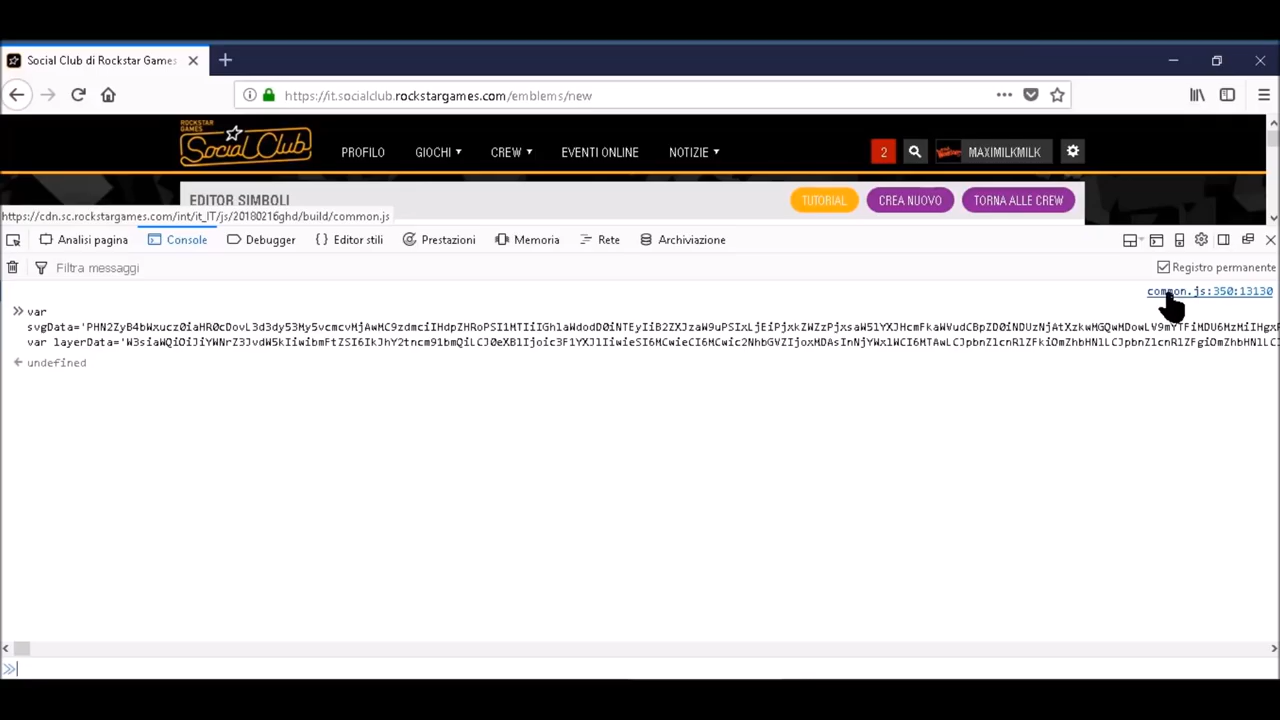 Social Club di Rockstar Games
https://it.socialclub.rockstargames.com/emblems/new
ROCKSTAR GAMES
Social Club
PROFILO GIOCHI CREW EVENTI ONLINE NOTIZIE 2 MAXIMILKMILK
EDITOR SIMBOLI TUTORIAL CREA NUOVO TORNA ALLE CREW
https://cdn.sc.rockstargames.com/int/it_IT/js/20180216ghd/build/common.js
Analisi pagina Console Debugger { } Editor stili Prestazioni Memoria Rete Archiviazione
Filtra messaggi Registro permanente
common.js:350:13130
var
svgData=
var layerData=
undefined